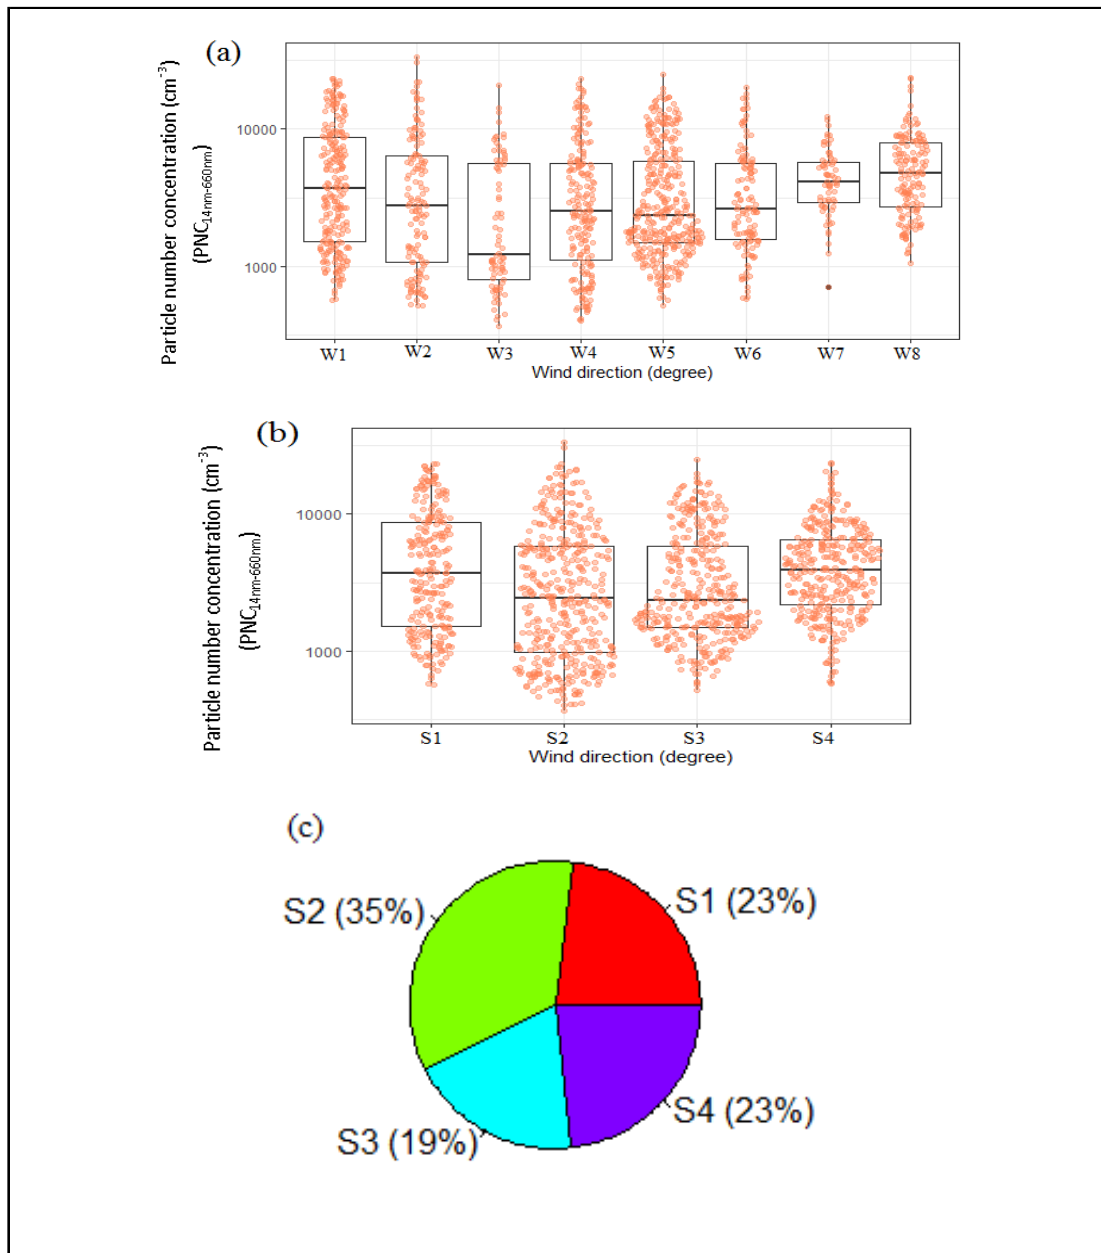 (a)
Particle number concentration (cm-3)
(PNC14nm-660nm)
10000
1000
W1 W2 W3 W4 W5 W6 W7 W8
Wind direction (degree)
(b)
Particle number concentration (cm-3)
(PNC14nm-660nm)
10000
1000
S1 S2 S3 S4
Wind direction (degree)
(c)
S2 (35%)
S1 (23%)
S3 (19%)
S4 (23%)